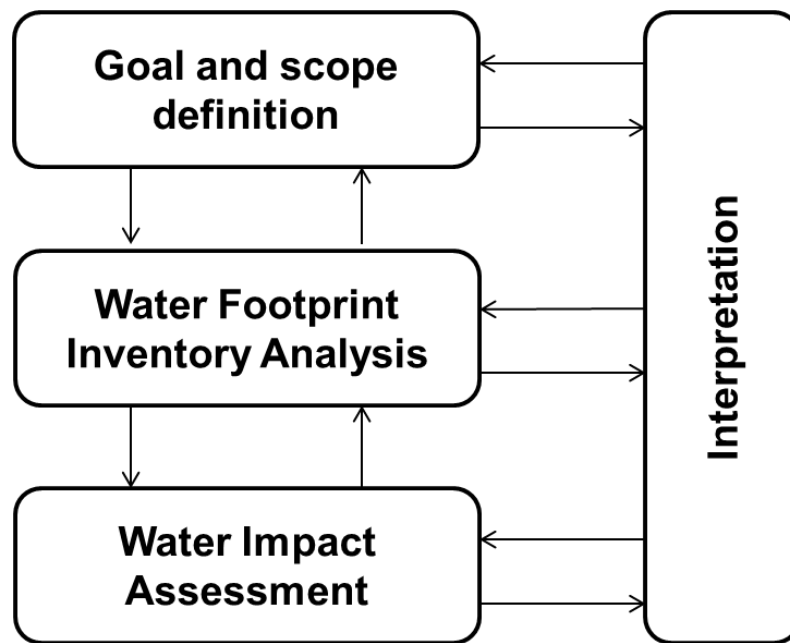 Goal and scope
definition
Water Footprint
Inventory Analysis
Water Impact
Assessment
Interpretation